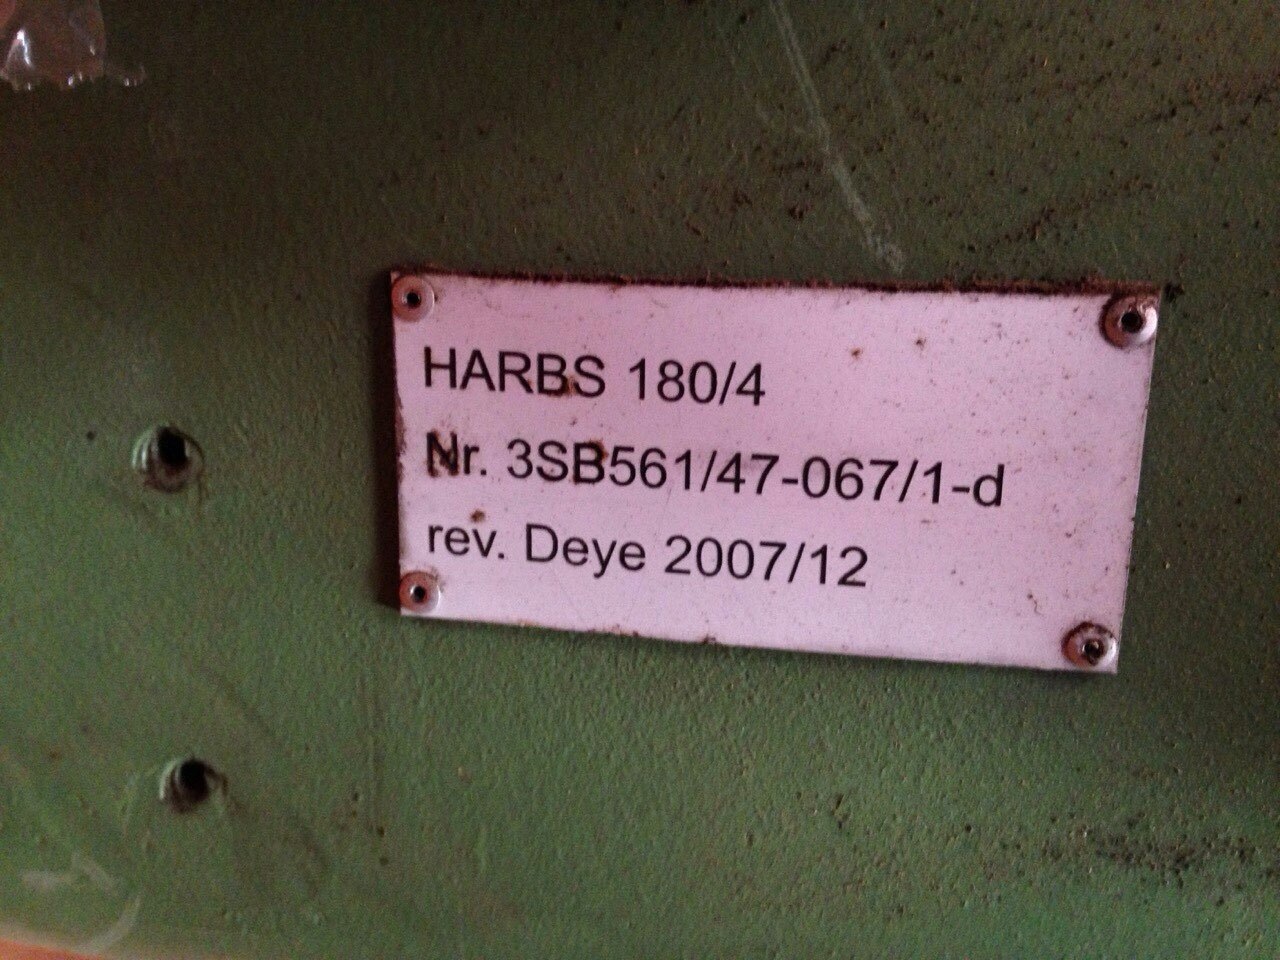 HARBS 180/4
Nr. 3SB561/47-067/1-d
rev. Deye 2007/12